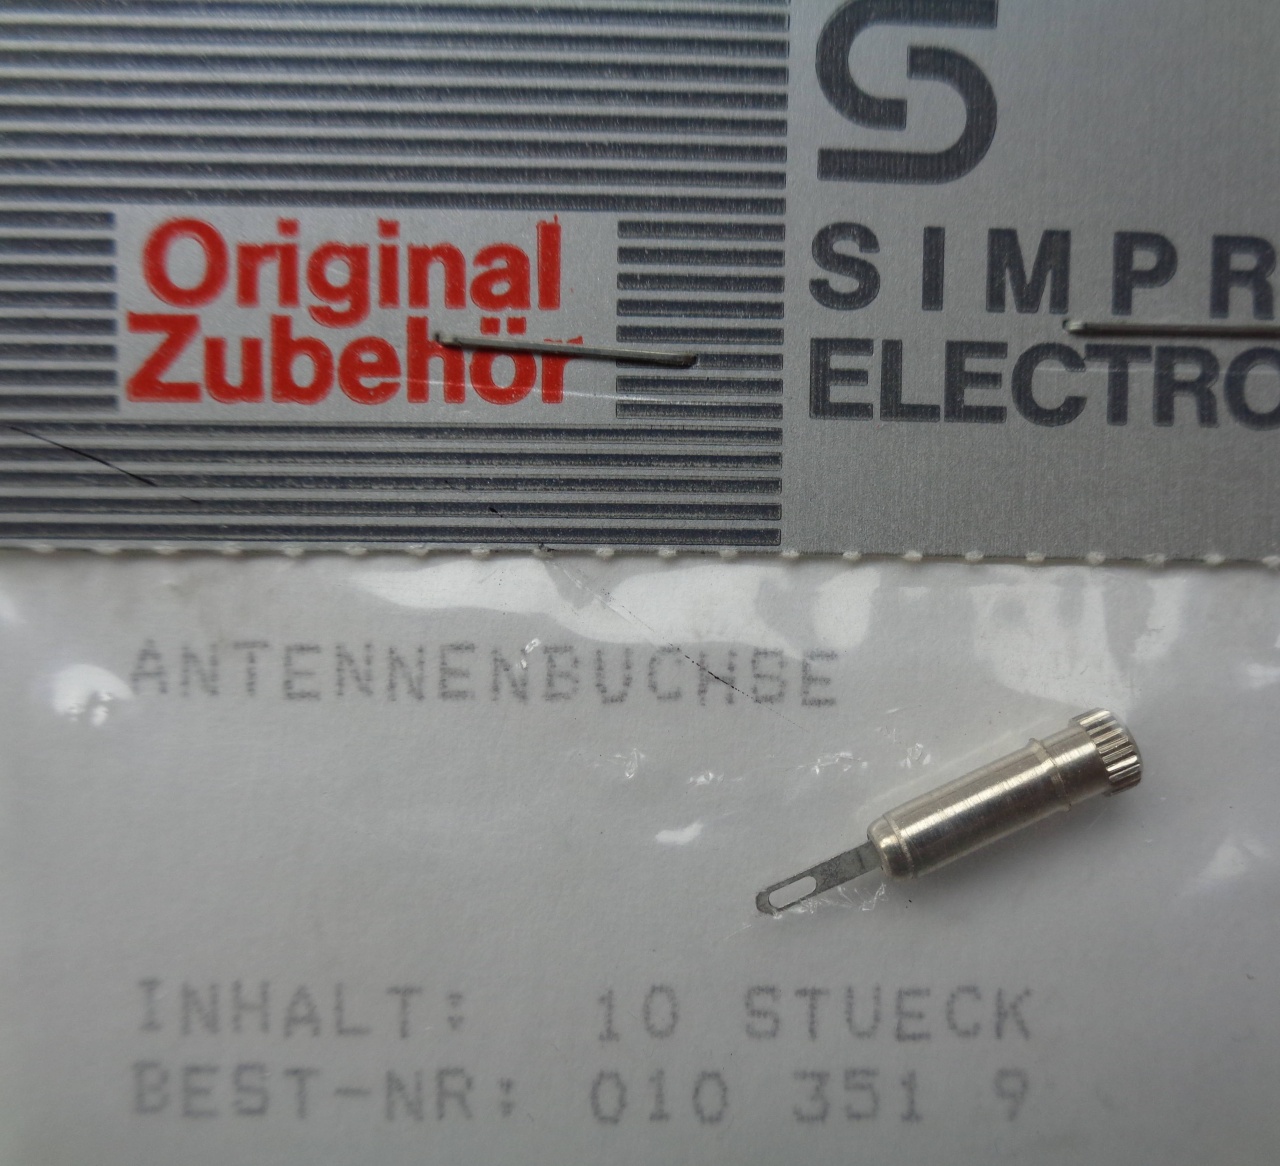 Original
Zubehör
SIMPR
ELECTRO
ANTENNENBUCHSE
INHALT: 10 STUECK
BEST-NR: 010 351 9